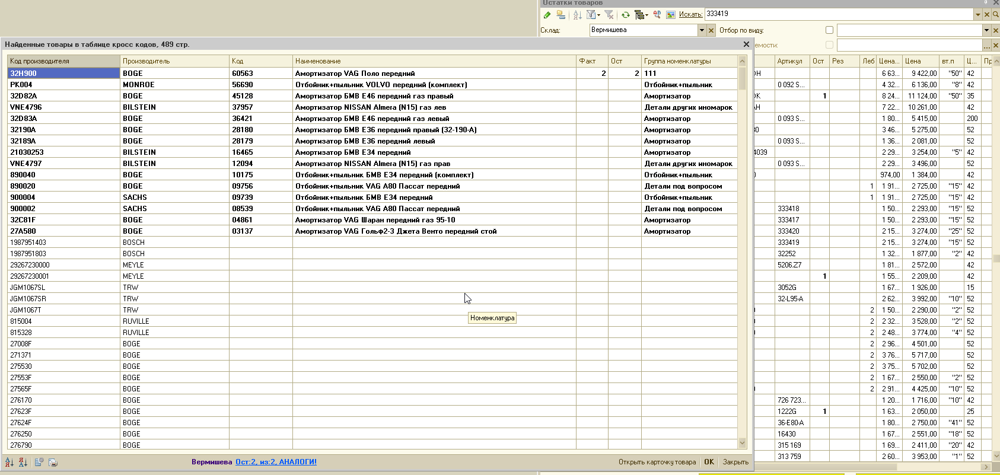 Остатки товаров
Искать: 333419
Склад: Вермишева Отбор по виду:
емости:
Найденные товары в таблице кросс кодов, 489 стр.
Код производителя Производитель Код Наименование Факт Ост Группа номенклатуры
32H900 BOGE 60563 Амортизатор VAG Поло передний 2 2 111
PK004 MONROE 56690 Отбойник+пыльник VOLVO передний (комплект) Отбойник+пыльник
32D82A BOGE 45128 Амортизатор БМВ Е46 передний газ правый Амортизатор
VNE4796 BILSTEIN 37957 Амортизатор NISSAN Almera (N15) газ лев Детали других иномарок
32D83A BOGE 36421 Амортизатор БМВ Е46 передний газ левый Амортизатор
32190A BOGE 28180 Амортизатор БМВ Е36 передний правый (32-190-А) Амортизатор
32189A BOGE 28179 Амортизатор БМВ Е36 передний левый Амортизатор
21030253 BILSTEIN 16465 Амортизатор БМВ Е34 передний Амортизатор
VNE4797 BILSTEIN 12094 Амортизатор NISSAN Almera (N15) газ прав Детали других иномарок
890040 BOGE 10175 Отбойник+пыльник БМВ Е34 передний (комплект) Отбойник+пыльник
890020 BOGE 09756 Отбойник+пыльник VAG А80 Пассат передний Детали под вопросом
900004 SACHS 09739 Отбойник+пыльник БМВ Е34 передний Отбойник+пыльник
900002 SACHS 08539 Отбойник+пыльник VAG А80 Пассат передний Детали под вопросом
32C81F BOGE 04861 Амортизатор VAG Шаран передний газ 95-10 Амортизатор
27A580 BOGE 03137 Амортизатор VAG Гольф2-3 Джета Венто передний стой Амортизатор
1987951403 BOSCH
1987951803 BOSCH
29267230000 MEYLE
29267230001 MEYLE
JGM1067SL TRW
JGM1067SR TRW
JGM1067T TRW
815004 RUVILLE
815328 RUVILLE
27008F BOGE
271371 BOGE
275530 BOGE
27553F BOGE
27565F BOGE
276170 BOGE
27623F BOGE
27624F BOGE
276250 BOGE
276790 BOGE
Номенклатура
Вермишева Ост:2, из:2, АНАЛОГИ!
Открыть карточку товара OK Закрыть
Артикул Ост Рез Леб Цена... Цена вт.п Ц... Пр
6 63... 9 422,00 "50" 42
0 092 S... 4 32... 6 136,00 "8" 42
1 8 24... 11 124,00 "50" 35
7 22... 10 261,00 42
0 093 S... 1 80... 5 415,00 200
3 46... 5 275,00 52
0 093 S... 1 36... 2 081,00 52
4039 2 29... 3 254,00 "5" 42
0 093 S... 2 29... 3 496,00 52
974,00 1 384,00 42
1 1 91... 2 725,00 "15" 42
1 1 91... 2 725,00 "15" 42
333418 1 50... 2 293,00 "15" 52
333417 1 50... 2 293,00 "15" 52
333420 2 15... 3 274,00 "25" 52
333419 2 15... 3 274,00 "15" 52
32252 1 32... 1 877,00 "2" 42
5206.Z7 1 81... 2 572,00 42
1 1 55... 2 209,00 42
3052G 1 67... 1 926,00 15
32-L95-A 2 62... 3 992,00 "10" 52
2 1 50... 2 290,00 "2" 52
2 2 32... 3 528,00 "2" 52
2 2 48... 3 774,00 "4" 52
2 2 96... 4 501,00 52
2 3 76... 5 717,00 52
2 3 75... 5 702,00 52
2 1 67... 2 550,00 "2" 52
2 2 91... 4 425,00 "10" 52
726 723... 1 20... 1 716,00 "10" 42
1222G 1 1 63... 2 050,00 25
36-E80-A 1 80... 2 750,00 "41" 52
16430 1 67... 2 551,00 "18" 52
315 169 1 69... 2 411,00 "20" 42
313 759 2 60... 3 953,00 "1" 52